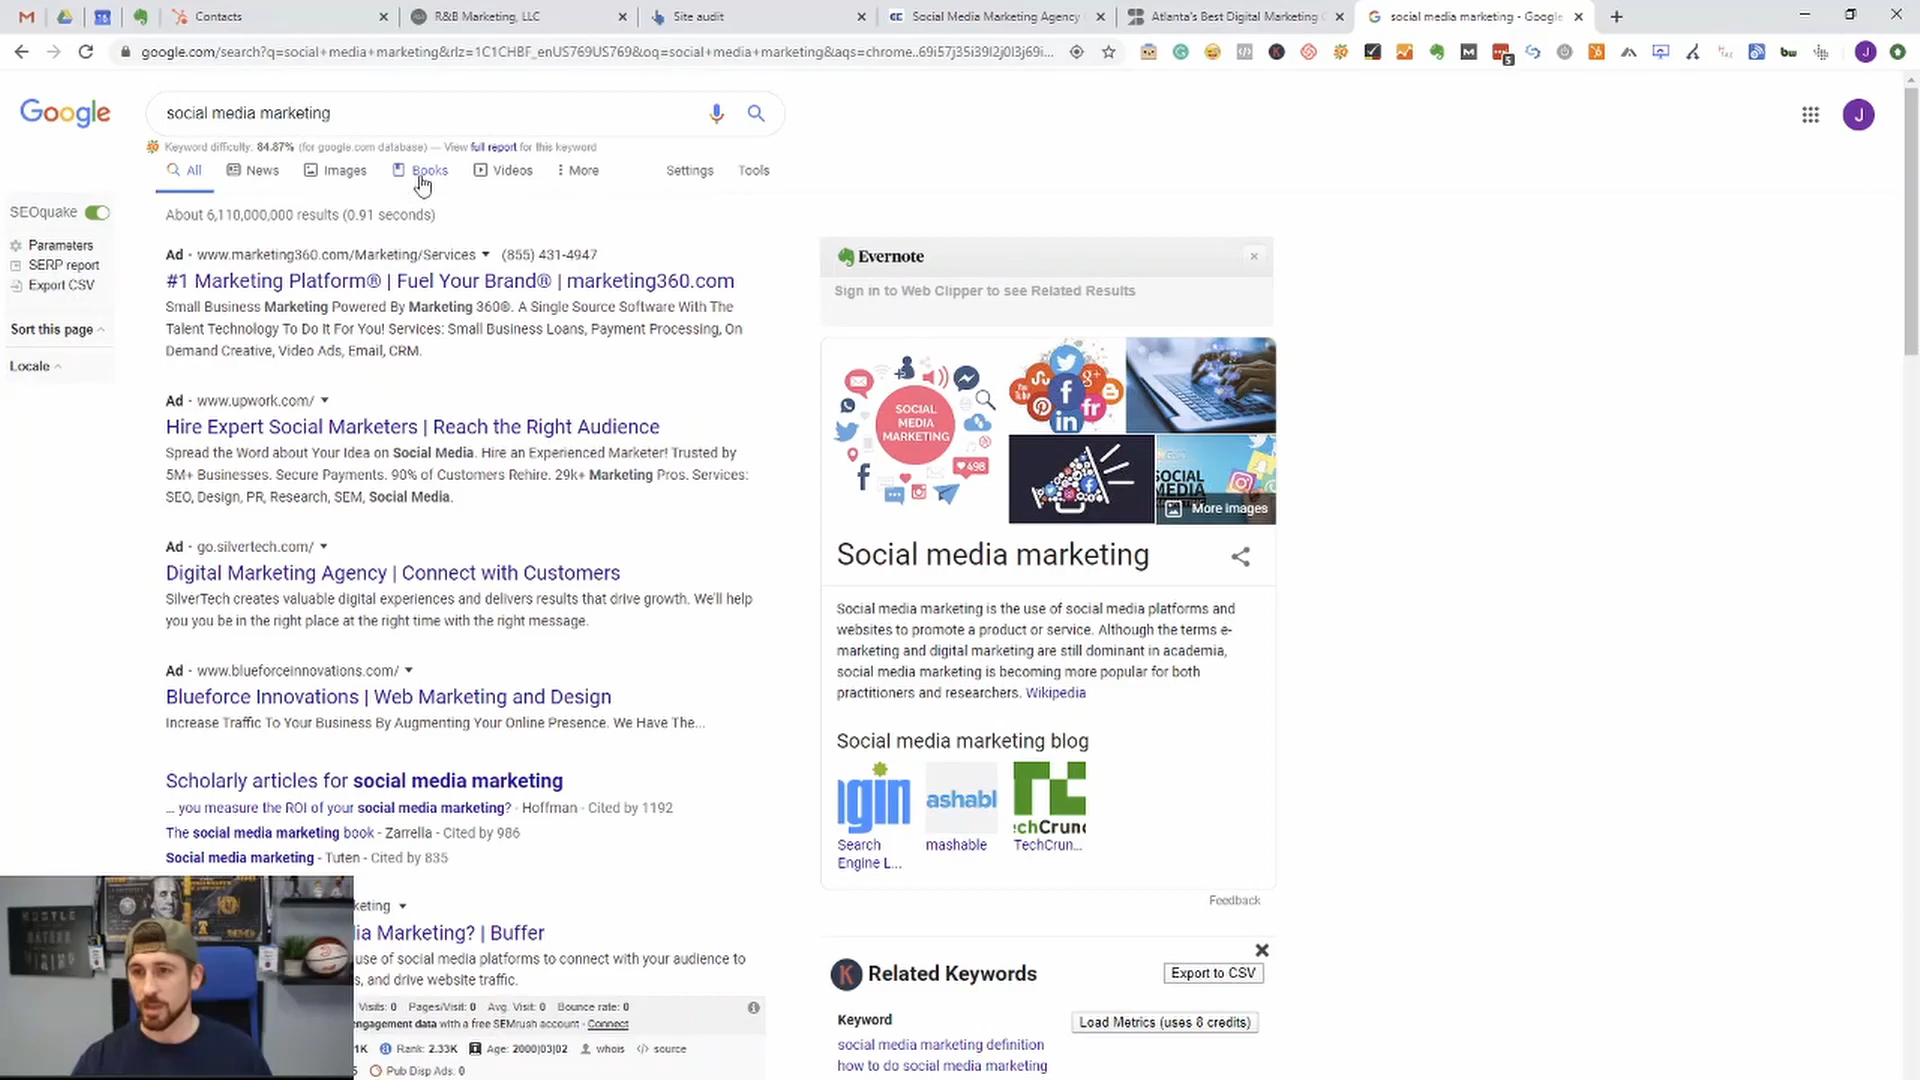 Contacts
R&B Marketing, LLC
Site audit
Social Media Marketing Agency
Atlanta's Best Digital Marketing
social media marketing - Google
google.com/search?q=social+media+marketing&rlz=1C1CHBF_enUS769US769&oq=social+media+marketing&aqs=chrome..69i57j35i39l2j0l3j69i...
5
J
Google
social media marketing
J
Keyword difficulty: 84.87% (for google.com database) — View full report for this keyword
All
News
Images
Books
Videos
More
Settings
Tools
SEOquake
Parameters
SERP report
Export CSV
Sort this page
Locale
About 6,110,000,000 results (0.91 seconds)
Ad · www.marketing360.com/Marketing/Services (855) 431-4947
#1 Marketing Platform® | Fuel Your Brand® | marketing360.com
Small Business Marketing Powered By Marketing 360®. A Single Source Software With The
Talent Technology To Do It For You! Services: Small Business Loans, Payment Processing, On
Demand Creative, Video Ads, Email, CRM.
Ad · www.upwork.com/
Hire Expert Social Marketers | Reach the Right Audience
Spread the Word about Your Idea on Social Media. Hire an Experienced Marketer! Trusted by
5M+ Businesses. Secure Payments. 90% of Customers Rehire. 29k+ Marketing Pros. Services:
SEO, Design, PR, Research, SEM, Social Media.
Ad · go.silvertech.com/
Digital Marketing Agency | Connect with Customers
SilverTech creates valuable digital experiences and delivers results that drive growth. We'll help
you you be in the right place at the right time with the right message.
Ad · www.blueforceinnovations.com/
Blueforce Innovations | Web Marketing and Design
Increase Traffic To Your Business By Augmenting Your Online Presence. We Have The...
Scholarly articles for social media marketing
... you measure the ROI of your social media marketing? - Hoffman - Cited by 1192
The social media marketing book - Zarrella - Cited by 986
Social media marketing - Tuten - Cited by 835
keting
ia Marketing? | Buffer
use of social media platforms to connect with your audience to
s, and drive website traffic.
Visits: 0 Pages/Visit: 0 Avg. Visit: 0 Bounce rate: 0
engagement data with a free SEMrush account - Connect
1K Rank: 2.33K Age: 2000|03|02 whois source
5 Pub Disp Ads: 0
Evernote
Sign in to Web Clipper to see Related Results
SOCIAL
MEDIA
MARKETING
498
SOCIAL
MEDIA
More images
Social media marketing
Social media marketing is the use of social media platforms and
websites to promote a product or service. Although the terms e-
marketing and digital marketing are still dominant in academia,
social media marketing is becoming more popular for both
practitioners and researchers. Wikipedia
Social media marketing blog
ngin
ashabl
echCrunc
Search
Engine L...
mashable
TechCrun...
Feedback
K Related Keywords
Export to CSV
Keyword
Load Metrics (uses 8 credits)
social media marketing definition
how to do social media marketing